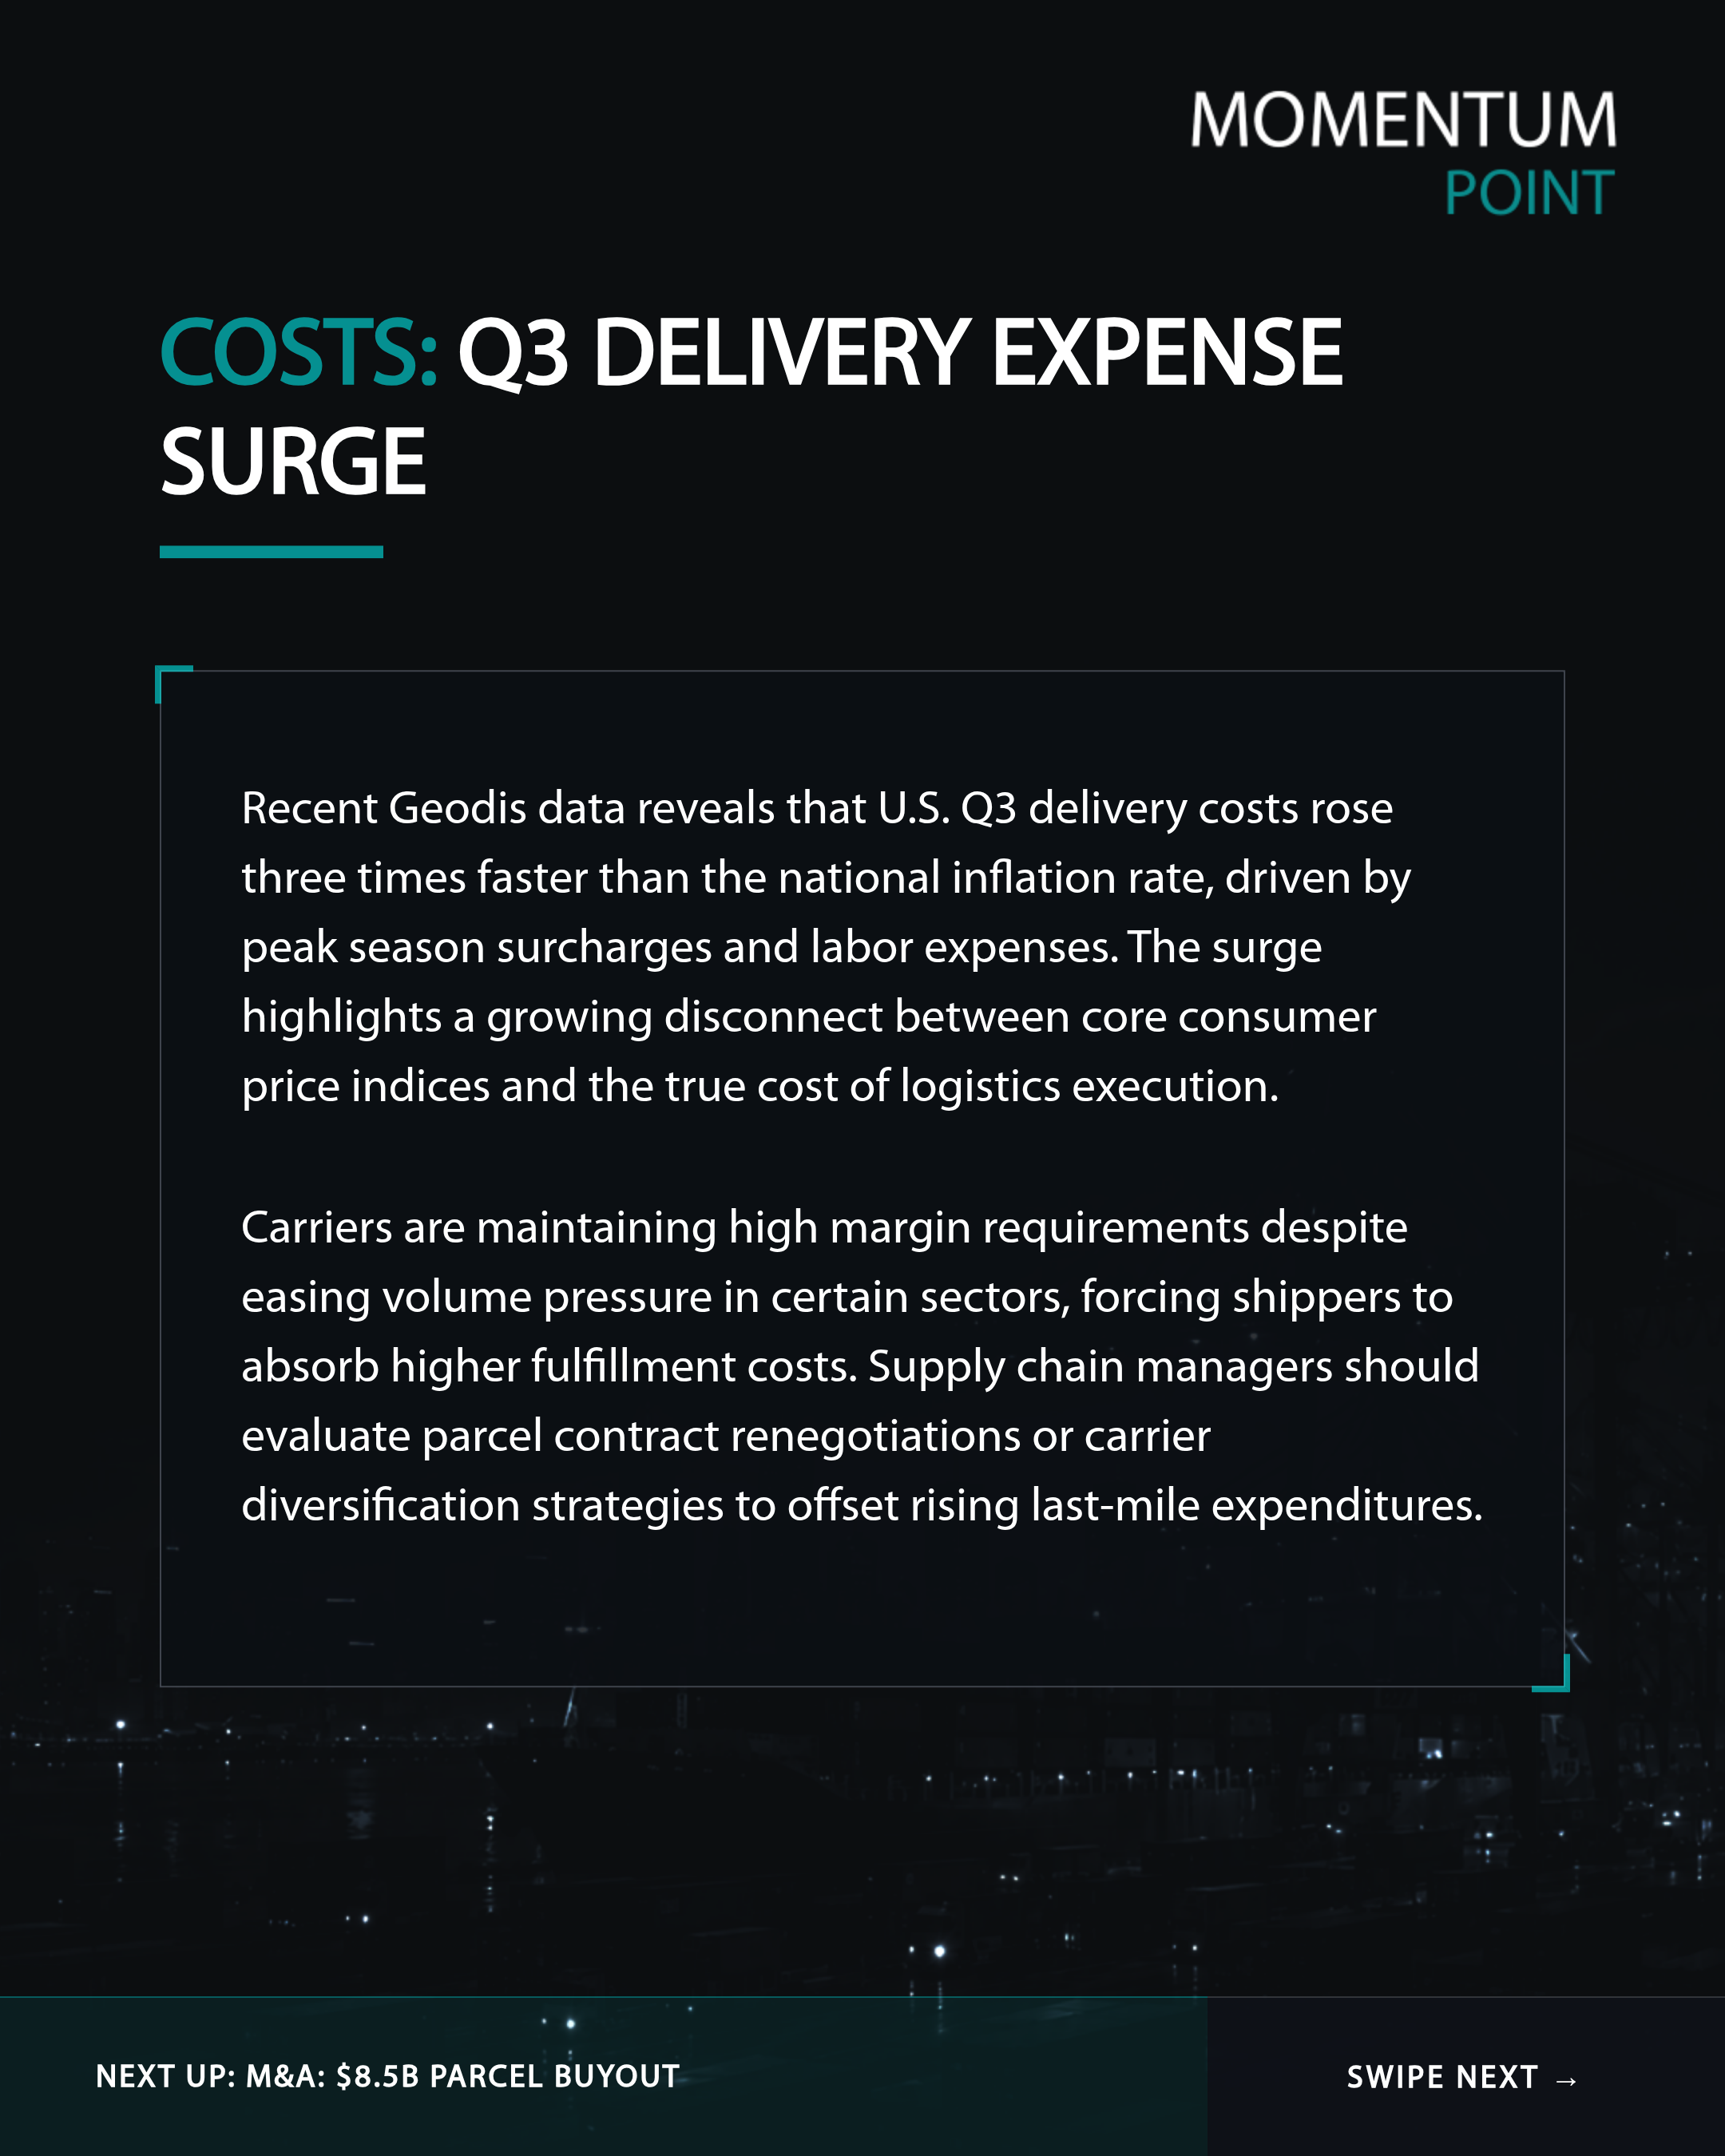 MOMENTUM
POINT
COSTS: Q3 DELIVERY EXPENSE
SURGE
Recent Geodis data reveals that U.S. Q3 delivery costs rose
three times faster than the national inflation rate, driven by
peak season surcharges and labor expenses. The surge
highlights a growing disconnect between core consumer
price indices and the true cost of logistics execution.
Carriers are maintaining high margin requirements despite
easing volume pressure in certain sectors, forcing shippers to
absorb higher fulfillment costs. Supply chain managers should
evaluate parcel contract renegotiations or carrier
diversification strategies to offset rising last-mile expenditures.
NEXT UP: M&A: $8.5B PARCEL BUYOUT
SWIPE NEXT →